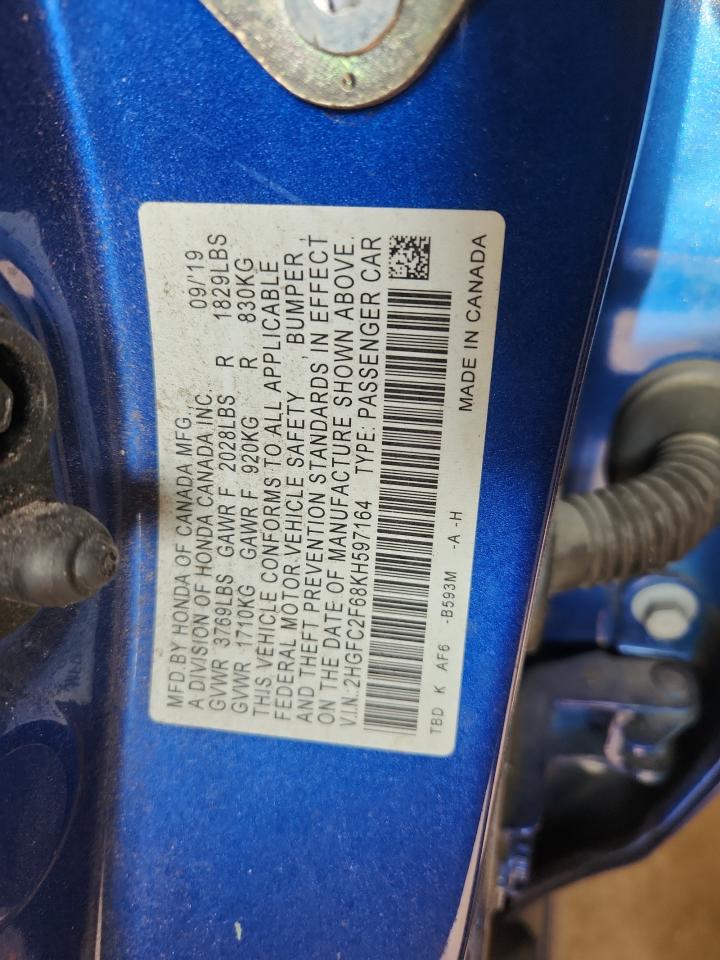 MFD.BY HONDA OF CANADA MFG., 09/'19
A DIVISION OF HONDA CANADA INC.
GVWR 3769LBS GAWR F 2028LBS R 1829LBS
GVWR 1710KG GAWR F 920KG R 830KG
THIS VEHICLE CONFORMS TO ALL APPLICABLE
FEDERAL MOTOR VEHICLE SAFETY, BUMPER,
AND THEFT PREVENTION STANDARDS IN EFFECT
ON THE DATE OF MANUFACTURE SHOWN ABOVE.
V.I.N.:2HGFC2F68KH597164 TYPE: PASSENGER CAR
TBD K AF6 -B593M -A -H
MADE IN CANADA